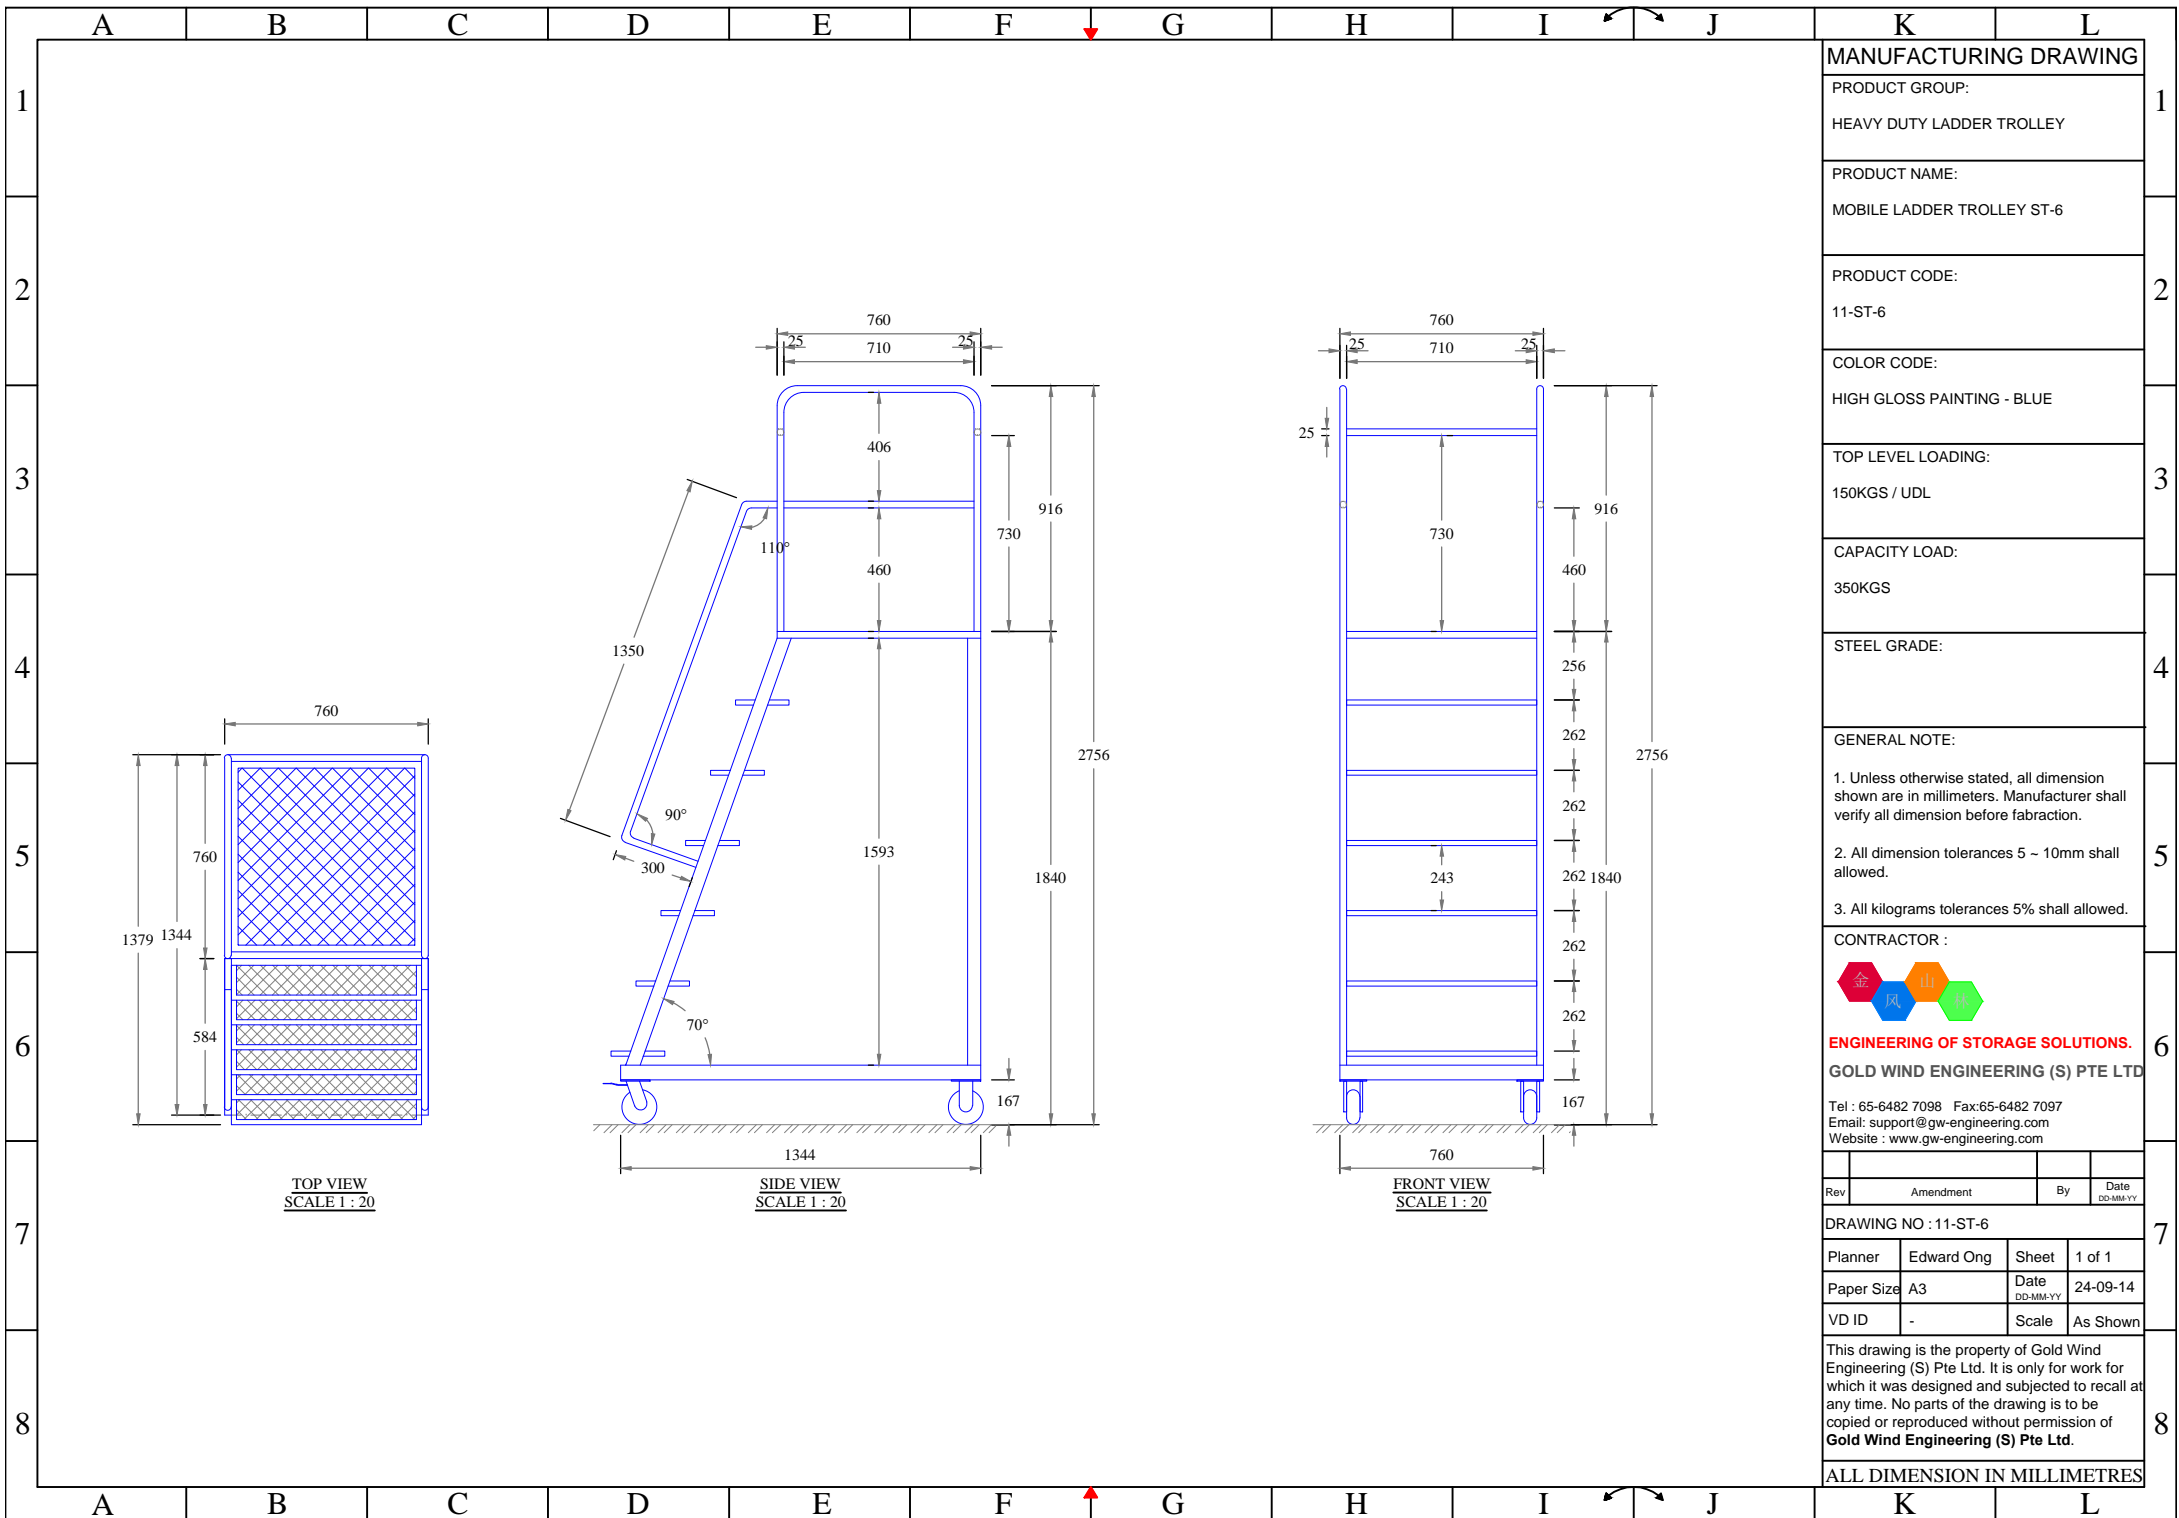 A B C D E F G H I J K L
1
2
3
4
5
6
7
8
1
2
3
4
5
6
7
8
A B C D E F G H I J K L
760
1379
1344
760
584
TOP VIEW
SCALE 1 : 20
760
25
710
25
406
460
110°
1350
90°
300
70°
1593
730
916
1840
2756
167
1344
SIDE VIEW
SCALE 1 : 20
760
25
710
25
25
730
243
916
460
256
262
262
262
262
262
1840
2756
167
760
FRONT VIEW
SCALE 1 : 20
MANUFACTURING DRAWING
PRODUCT GROUP:
HEAVY DUTY LADDER TROLLEY
PRODUCT NAME:
MOBILE LADDER TROLLEY ST-6
PRODUCT CODE:
11-ST-6
COLOR CODE:
HIGH GLOSS PAINTING - BLUE
TOP LEVEL LOADING:
150KGS / UDL
CAPACITY LOAD:
350KGS
STEEL GRADE:
GENERAL NOTE:
1. Unless otherwise stated, all dimension
shown are in millimeters. Manufacturer shall
verify all dimension before fabraction.
2. All dimension tolerances 5 ~ 10mm shall
allowed.
3. All kilograms tolerances 5% shall allowed.
CONTRACTOR :
金 风 山
ENGINEERING OF STORAGE SOLUTIONS.
GOLD WIND ENGINEERING (S) PTE LTD
Tel : 65-6482 7098 Fax:65-6482 7097
Email: support@gw-engineering.com
Website : www.gw-engineering.com
Rev Amendment By Date
DD-MM-YY
DRAWING NO : 11-ST-6
Planner Edward Ong Sheet 1 of 1
Paper Size A3 Date DD-MM-YY 24-09-14
VD ID - Scale As Shown
This drawing is the property of Gold Wind
Engineering (S) Pte Ltd. It is only for work for
which it was designed and subjected to recall at
any time. No parts of the drawing is to be
copied or reproduced without permission of
Gold Wind Engineering (S) Pte Ltd.
ALL DIMENSION IN MILLIMETRES